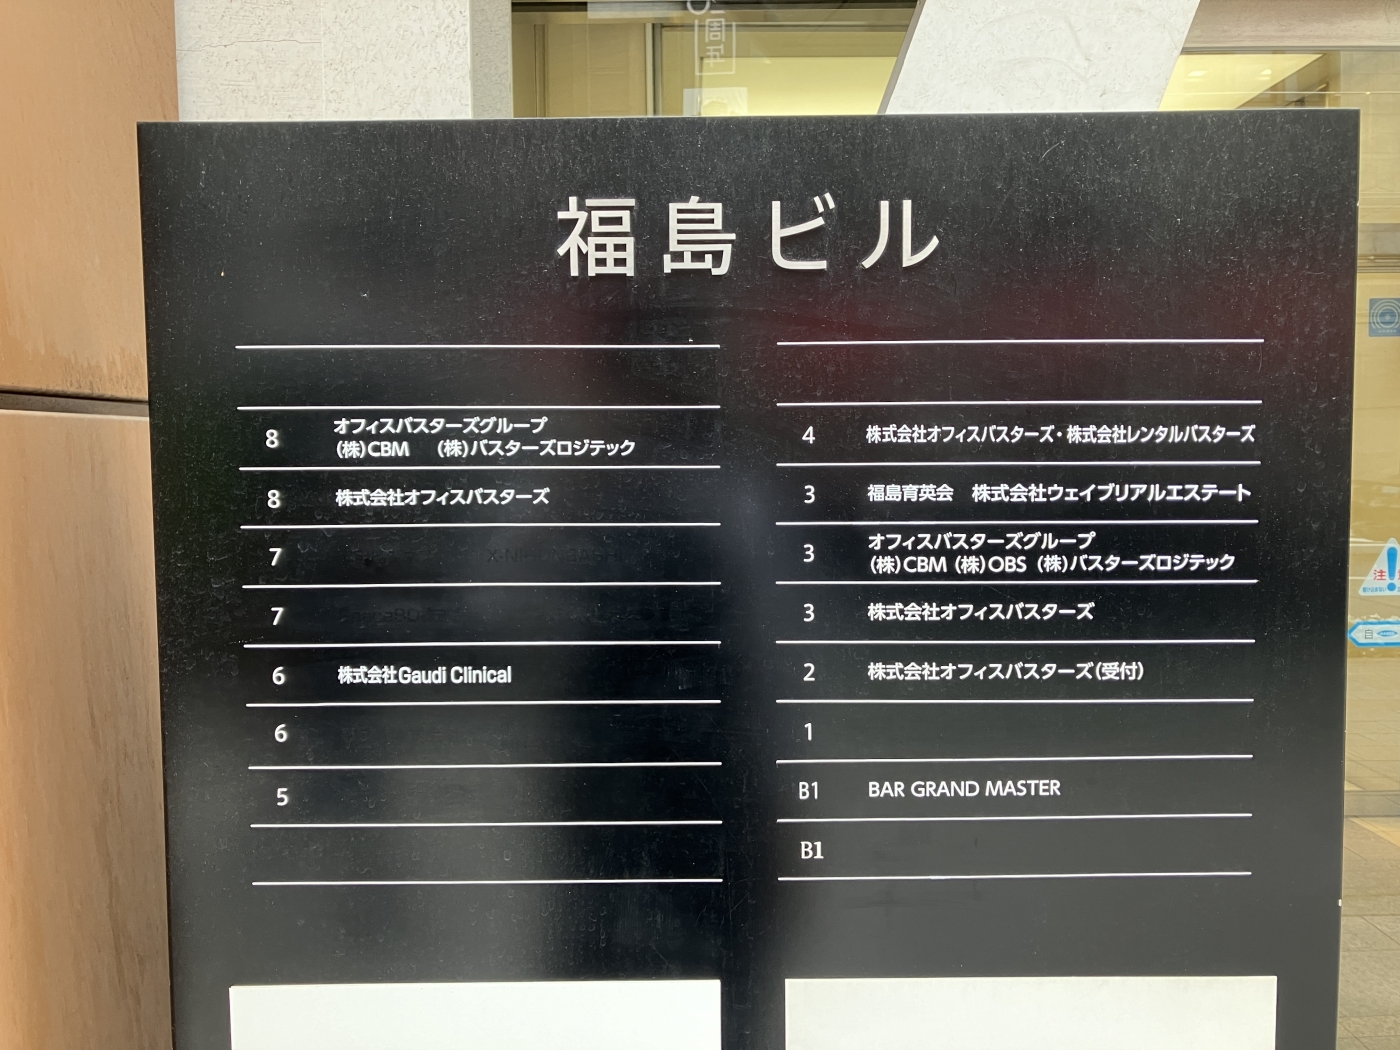 福島ビル
8 オフィスバスターズグループ
(株)CBM (株)バスターズロジテック
8 株式会社オフィスバスターズ
7
7
6 株式会社Gaudi Clinical
6
5
4 株式会社オフィスバスターズ・株式会社レンタルバスターズ
3 福島育英会 株式会社ウェイブリアルエステート
3 オフィスバスターズグループ
(株)CBM (株)OBS (株)バスターズロジテック
3 株式会社オフィスバスターズ
2 株式会社オフィスバスターズ(受付)
1
B1 BAR GRAND MASTER
B1
注!
自